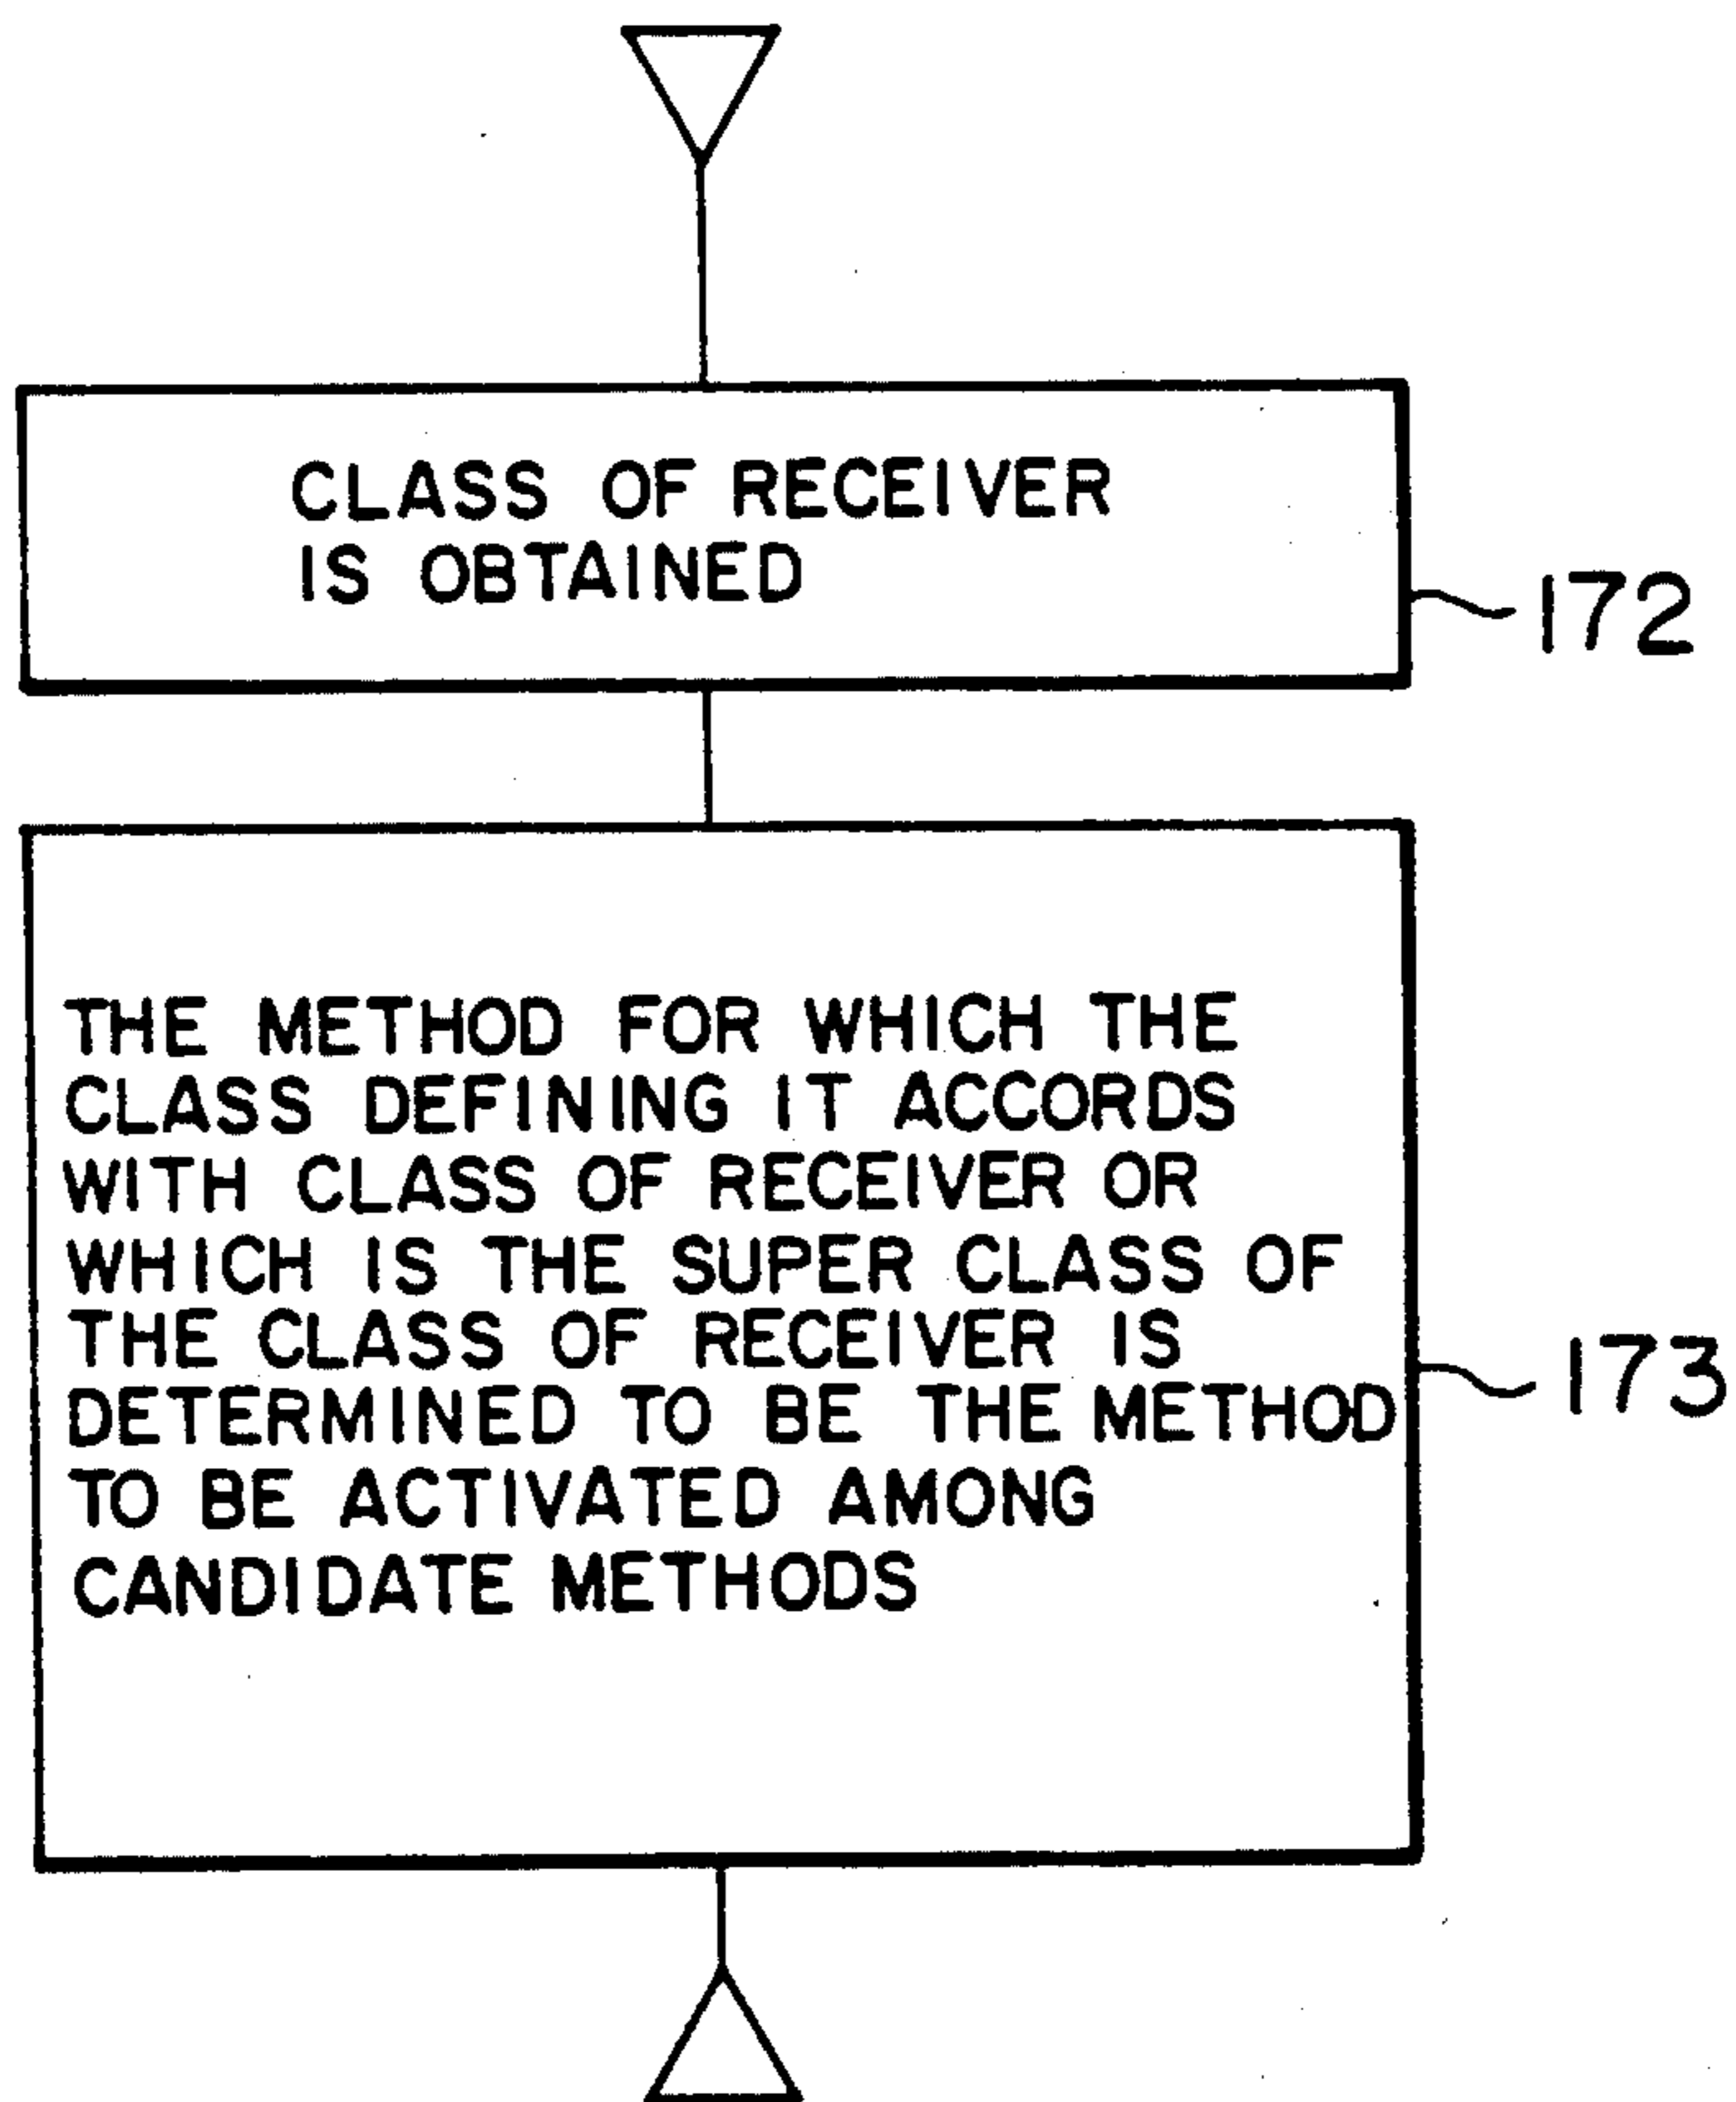 CLASS OF RECEIVER
IS OBTAINED
172
THE METHOD FOR WHICH THE
CLASS DEFINING IT ACCORDS
WITH CLASS OF RECEIVER OR
WHICH IS THE SUPER CLASS OF
THE CLASS OF RECEIVER IS
DETERMINED TO BE THE METHOD
TO BE ACTIVATED AMONG
CANDIDATE METHODS
173